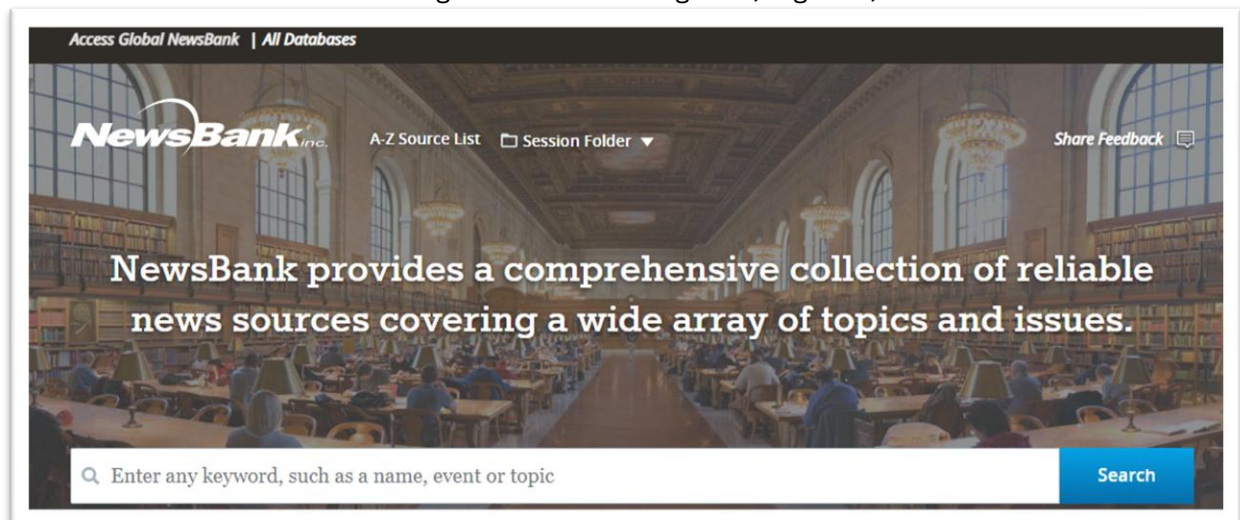 Access Global NewsBank | All Databases
NewsBank inc.
A-Z Source List
Session Folder
Share Feedback
NewsBank provides a comprehensive collection of reliable
news sources covering a wide array of topics and issues.
Enter any keyword, such as a name, event or topic
Search